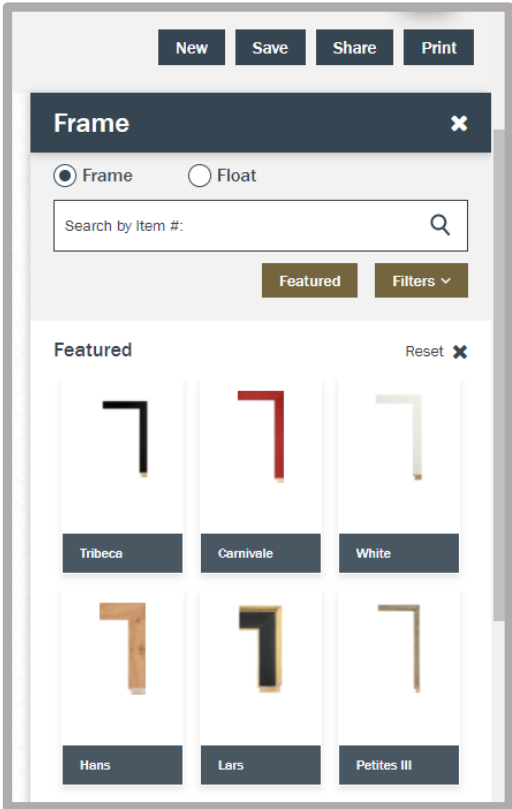 New Save Share Print
Frame
Frame Float
Search by Item #:
Featured Filters
Featured Reset
Tribeca Carnivale White
Hans Lars Petites III